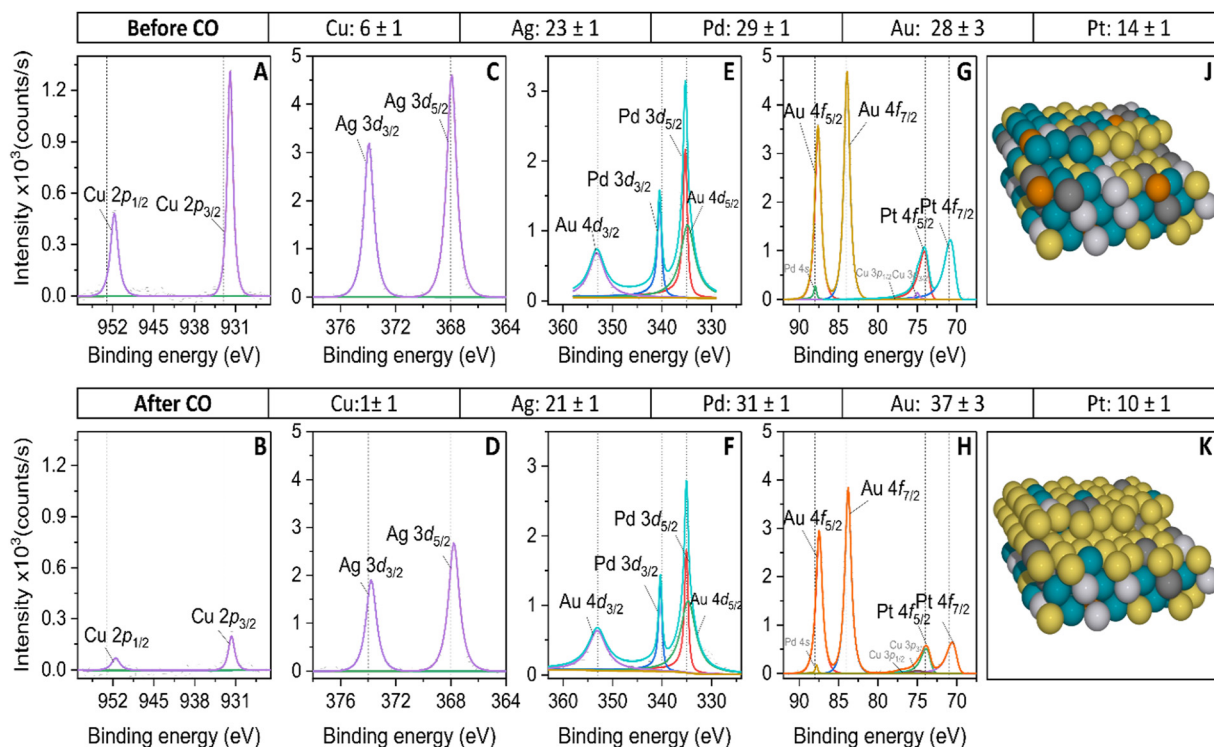 Before CO Cu: 6 ± 1 Ag: 23 ± 1 Pd: 29 ± 1 Au: 28 ± 3 Pt: 14 ± 1
Intensity x10³(counts/s)
A
1.2
0.9
0.6
0.3
0.0
Cu 2p1/2
Cu 2p3/2
952 945 938 931
Binding energy (eV)
C
5
4
3
2
1
0
Ag 3d3/2
Ag 3d5/2
376 372 368 364
Binding energy (eV)
E
4
3
2
1
0
Pd 3d5/2
Pd 3d3/2
Au 4d3/2
Au 4d5/2
360 350 340 330
Binding energy (eV)
G
5
4
3
2
1
0
Au 4f5/2
Au 4f7/2
Pt 4f5/2
Pt 4f7/2
Pd 4s
Cu 3p1/2
Cu 3p3/2
90 85 80 75 70
Binding energy (eV)
J
After CO Cu:1± 1 Ag: 21 ± 1 Pd: 31 ± 1 Au: 37 ± 3 Pt: 10 ± 1
Intensity x10³(counts/s)
B
1.2
0.9
0.6
0.3
0.0
Cu 2p1/2
Cu 2p3/2
952 945 938 931
Binding energy (eV)
D
5
4
3
2
1
0
Ag 3d3/2
Ag 3d5/2
376 372 368 364
Binding energy (eV)
F
3
2
1
0
Pd 3d5/2
Pd 3d3/2
Au 4d3/2
Au 4d5/2
360 350 340 330
Binding energy (eV)
H
5
4
3
2
1
0
Au 4f5/2
Au 4f7/2
Pt 4f5/2
Pt 4f7/2
Pd 4s
Cu 3p1/2
90 85 80 75 70
Binding energy (eV)
K